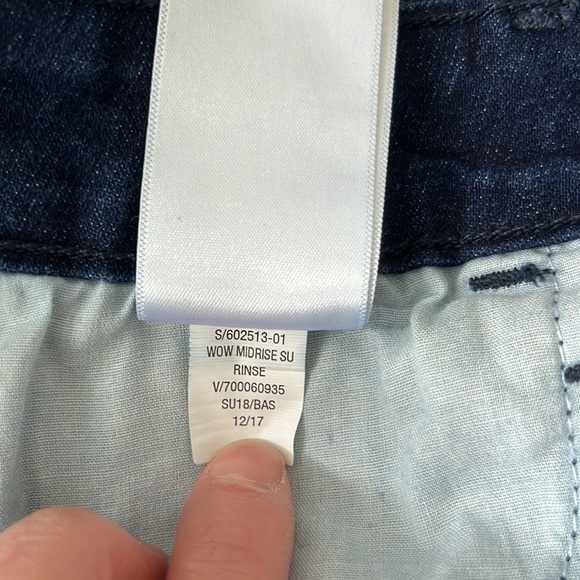 S/602513-01
WOW MIDRISE SU
RINSE
V/700060935
SU18/BAS
12/17